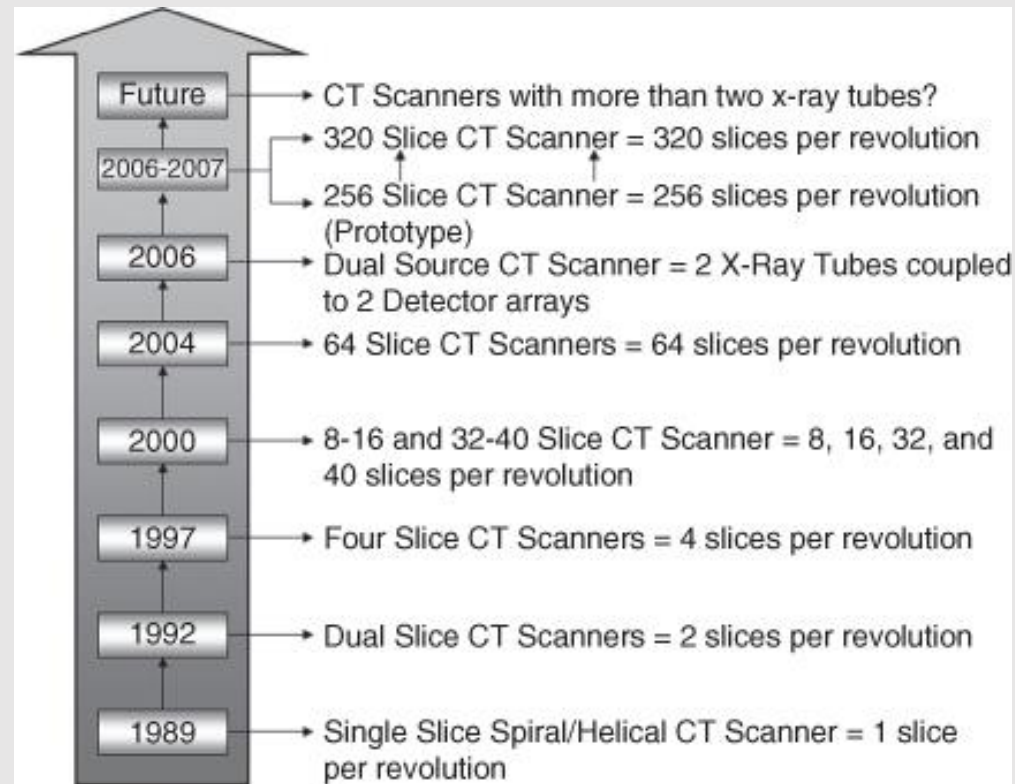 Future
CT Scanners with more than two x-ray tubes?
2006-2007
320 Slice CT Scanner = 320 slices per revolution
256 Slice CT Scanner = 256 slices per revolution
(Prototype)
2006
Dual Source CT Scanner = 2 X-Ray Tubes coupled
to 2 Detector arrays
2004
64 Slice CT Scanners = 64 slices per revolution
2000
8-16 and 32-40 Slice CT Scanner = 8, 16, 32, and
40 slices per revolution
1997
Four Slice CT Scanners = 4 slices per revolution
1992
Dual Slice CT Scanners = 2 slices per revolution
1989
Single Slice Spiral/Helical CT Scanner = 1 slice
per revolution